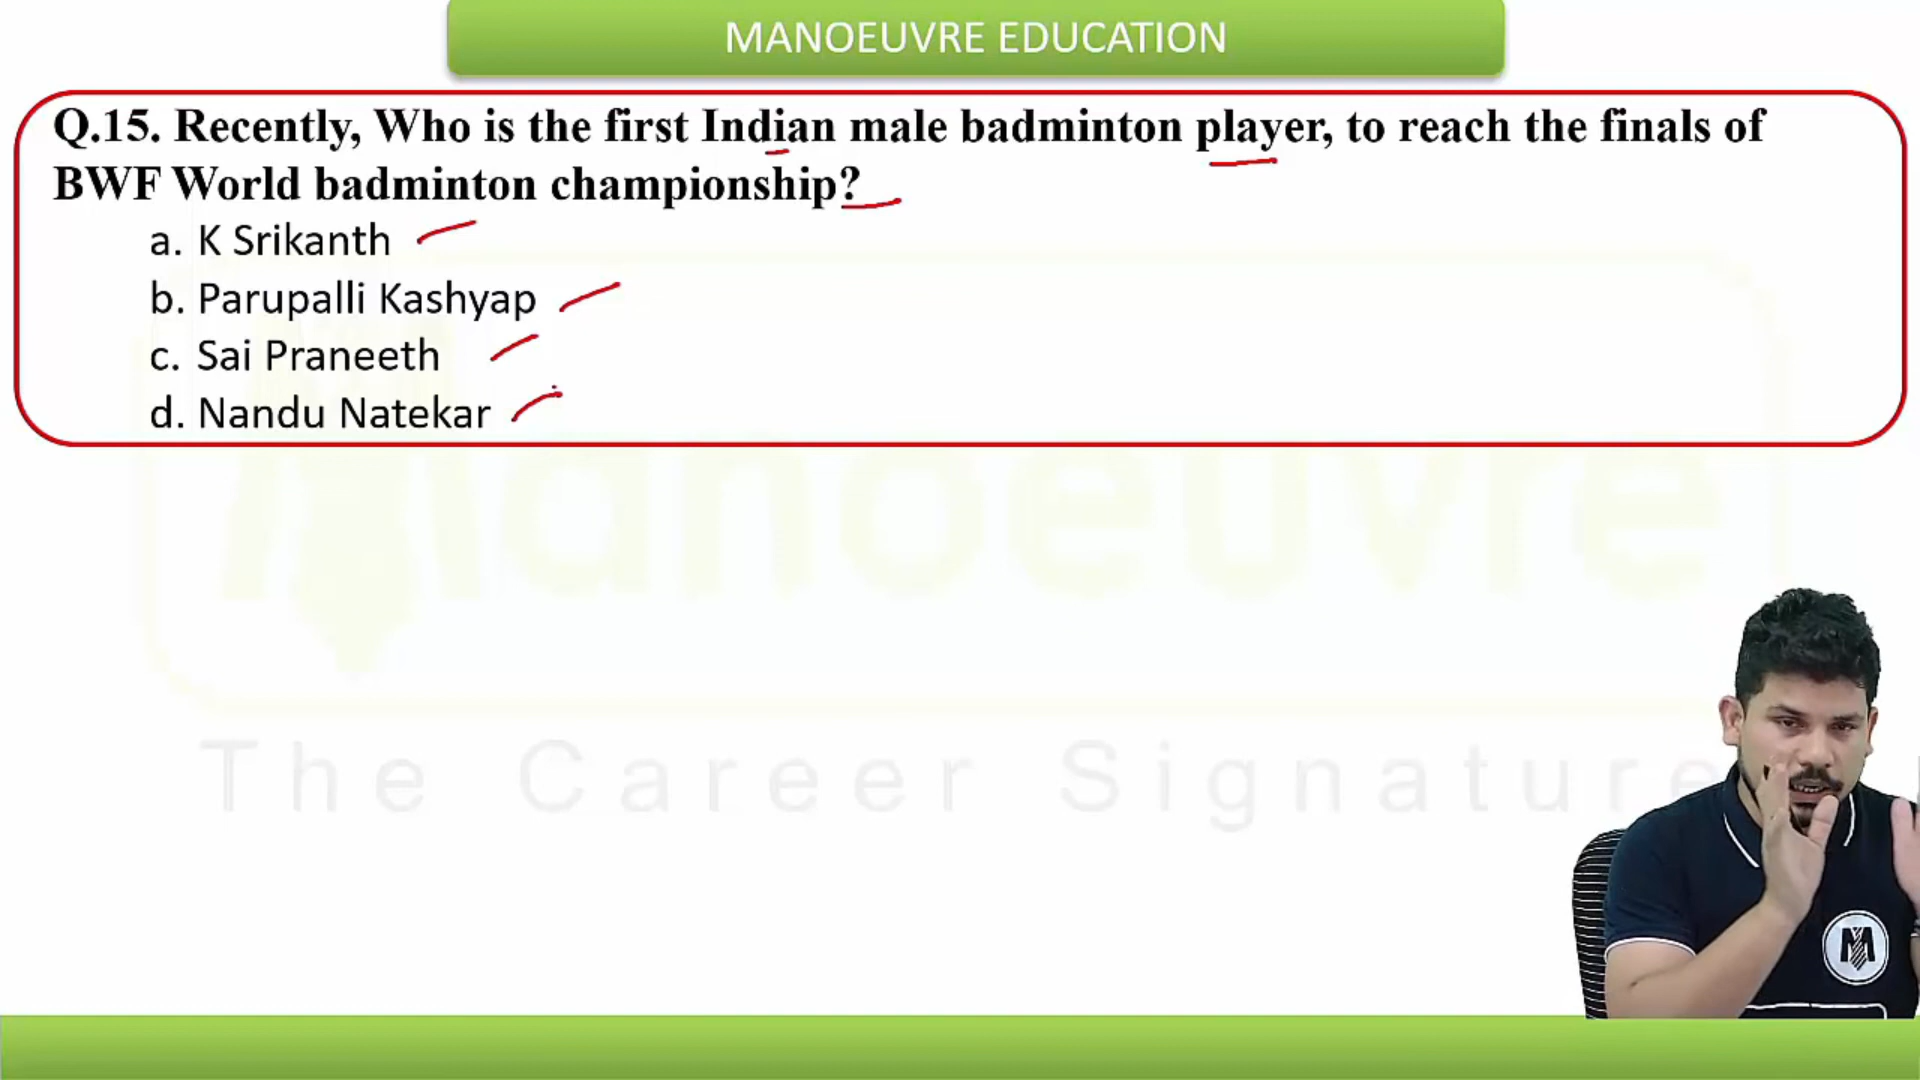 MANOEUVRE EDUCATION
Q.15. Recently, Who is the first Indian male badminton player, to reach the finals of
BWF World badminton championship?
a. K Srikanth
b. Parupalli Kashyap
c. Sai Praneeth
d. Nandu Natekar
Manoeuvre
The Career Signature
M